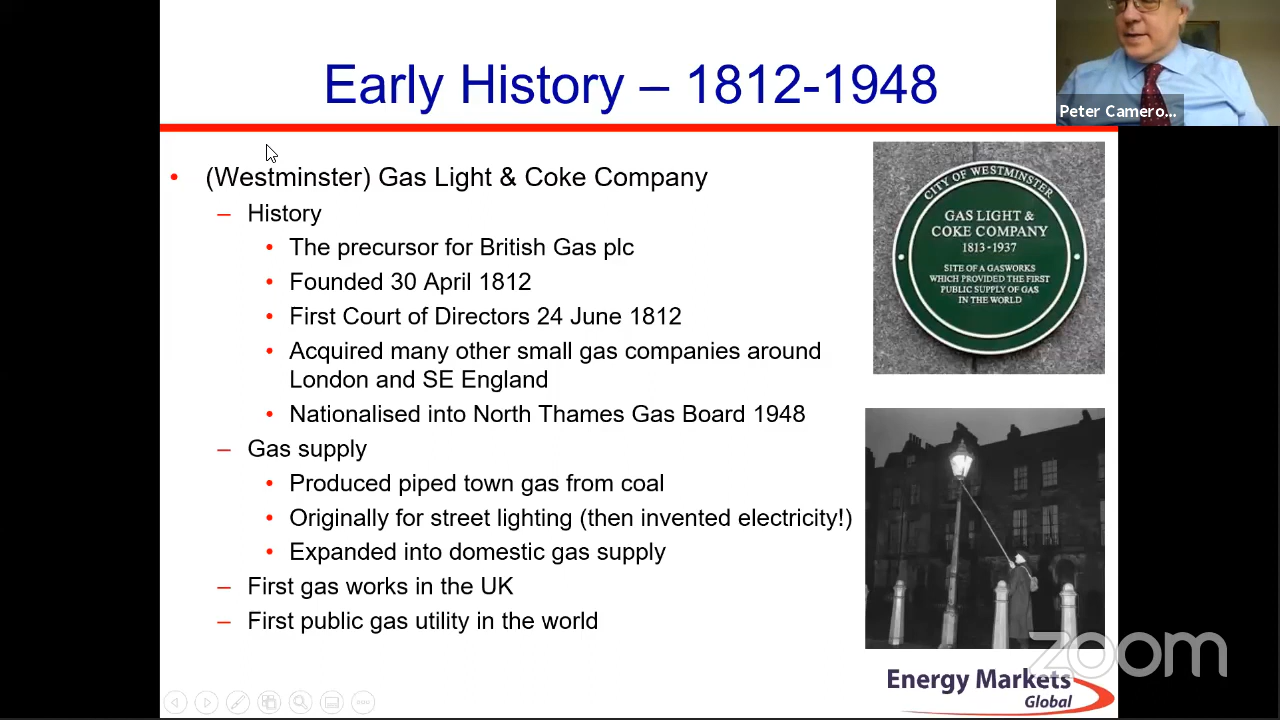 Early History – 1812-1948
Peter Camero...
• (Westminster) Gas Light & Coke Company
– History
• The precursor for British Gas plc
• Founded 30 April 1812
• First Court of Directors 24 June 1812
• Acquired many other small gas companies around
London and SE England
• Nationalised into North Thames Gas Board 1948
– Gas supply
• Produced piped town gas from coal
• Originally for street lighting (then invented electricity!)
• Expanded into domestic gas supply
– First gas works in the UK
– First public gas utility in the world
CITY OF WESTMINSTER
GAS LIGHT &
COKE COMPANY
1813-1937
SITE OF A GASWORKS
WHICH PROVIDED THE FIRST
PUBLIC SUPPLY OF GAS
IN THE WORLD
zoom
Energy Markets
Global